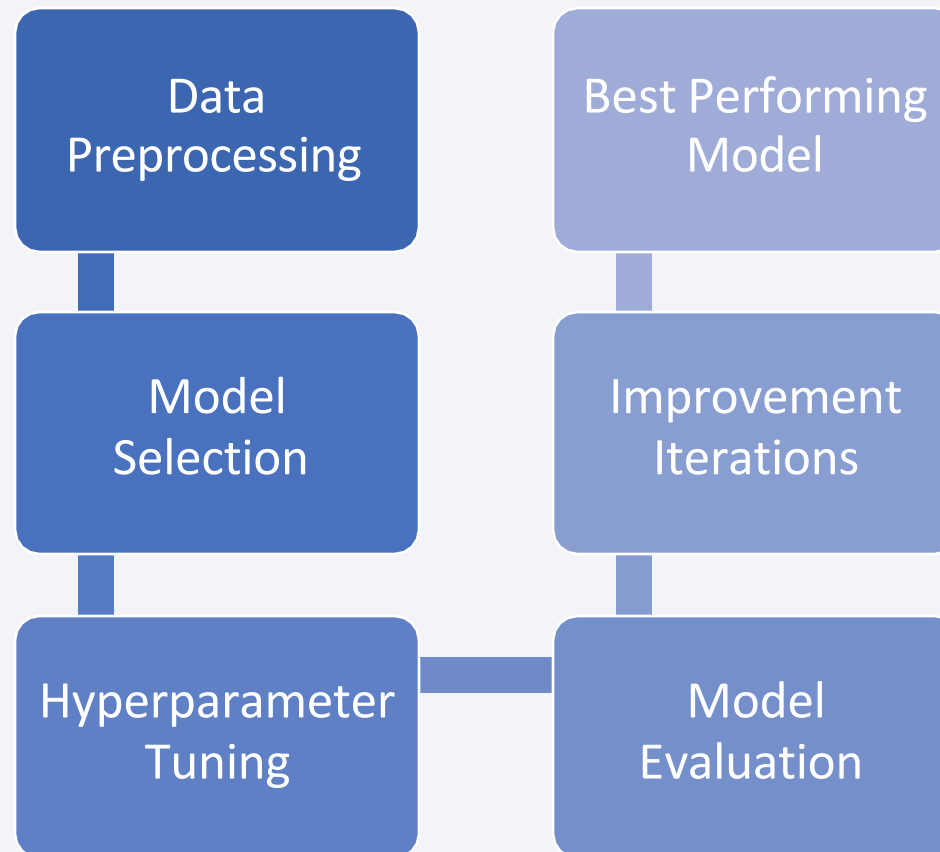 Data
Preprocessing
Model
Selection
Hyperparameter
Tuning
Model
Evaluation
Improvement
Iterations
Best Performing
Model